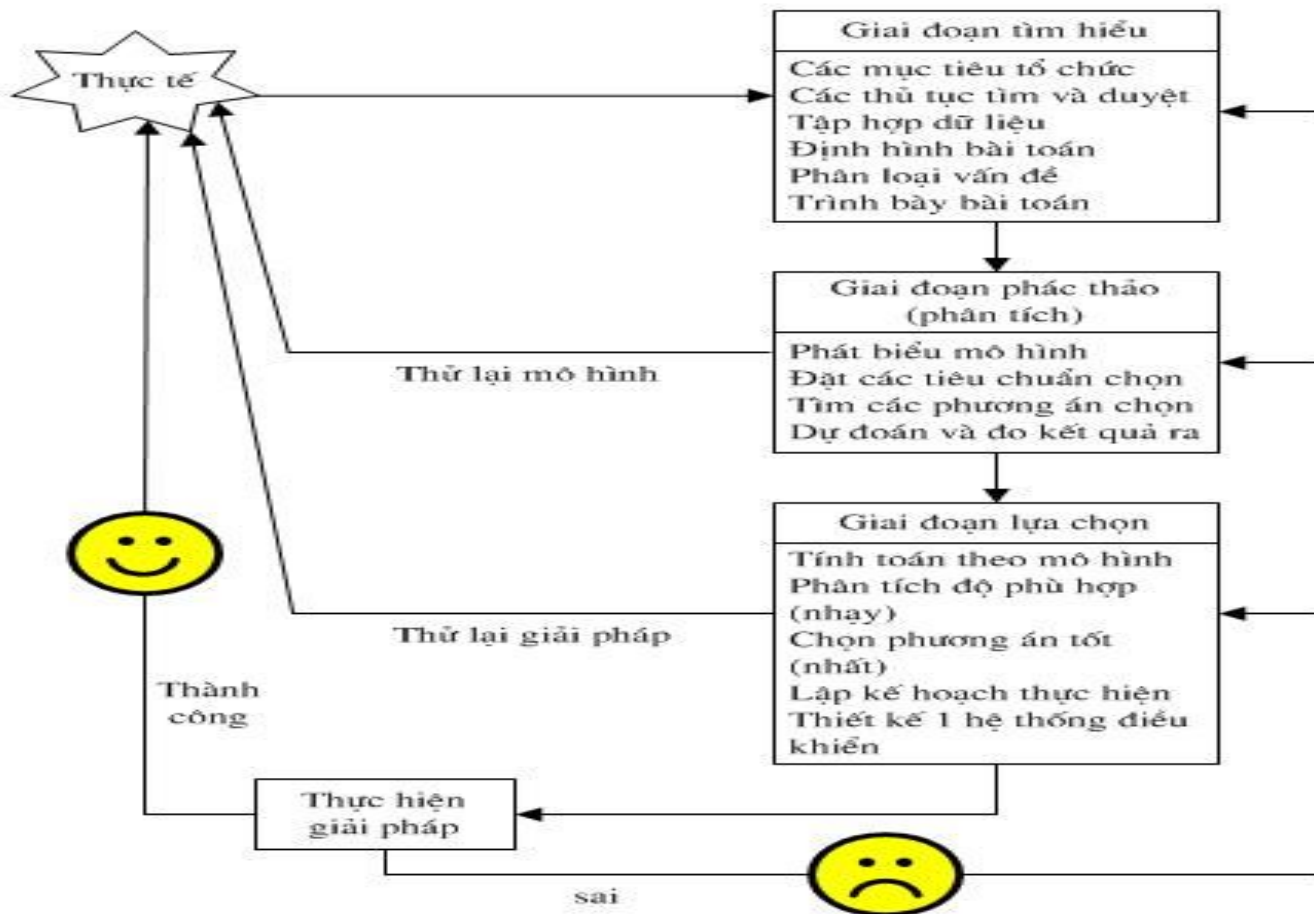 Thực tế
Giai đoạn tìm hiểu
Các mục tiêu tổ chức
Các thủ tục tìm và duyệt
Tập hợp dữ liệu
Định hình bài toán
Phân loại vấn đề
Trình bày bài toán
Giai đoạn phác thảo
(phân tích)
Phát biểu mô hình
Đặt các tiêu chuẩn chọn
Tìm các phương án chọn
Dự đoán và đo kết quả ra
Thử lại mô hình
Giai đoạn lựa chọn
Tính toán theo mô hình
Phân tích độ phù hợp
(nhạy)
Chọn phương án tốt
(nhất)
Lập kế hoạch thực hiện
Thiết kế 1 hệ thống điều
khiển
Thử lại giải pháp
Thành
công
Thực hiện
giải pháp
sai